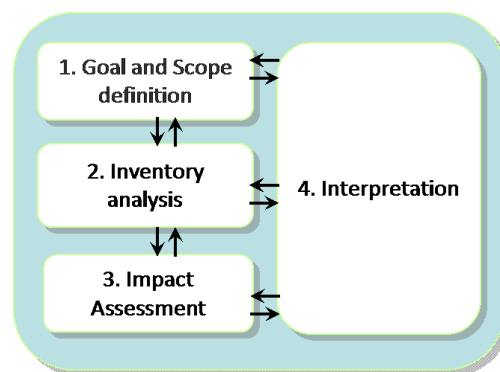 1. Goal and Scope
definition
2. Inventory
analysis
3. Impact
Assessment
4. Interpretation